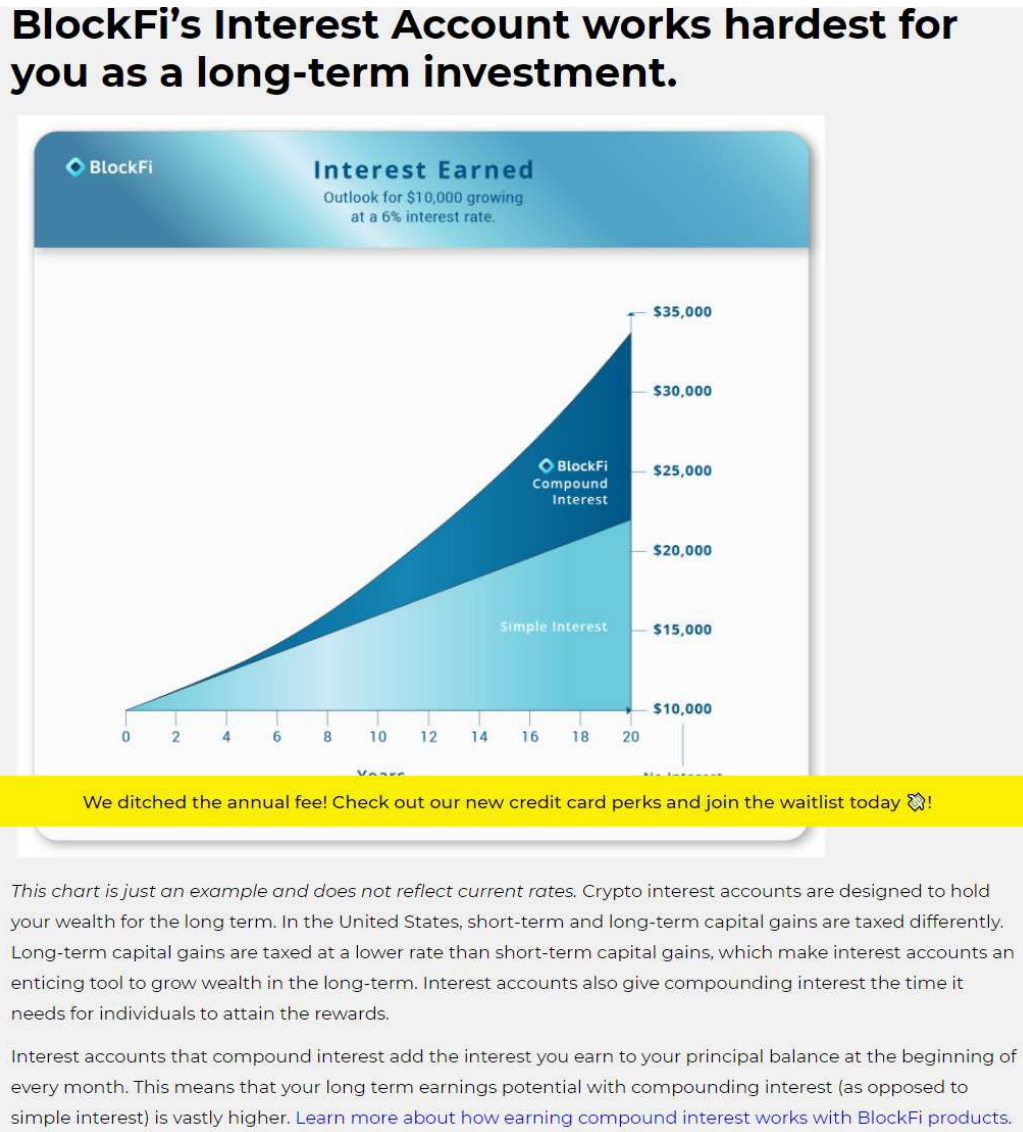 BlockFi's Interest Account works hardest for
you as a long-term investment.
BlockFi
Interest Earned
Outlook for $10,000 growing
at a 6% interest rate.
$35,000
$30,000
BlockFi
Compound
Interest
$25,000
$20,000
Simple Interest
$15,000
$10,000
0 2 4 6 8 10 12 14 16 18 20
Years
No Interest
We ditched the annual fee! Check out our new credit card perks and join the waitlist today 💸!
This chart is just an example and does not reflect current rates. Crypto interest accounts are designed to hold
your wealth for the long term. In the United States, short-term and long-term capital gains are taxed differently.
Long-term capital gains are taxed at a lower rate than short-term capital gains, which make interest accounts an
enticing tool to grow wealth in the long-term. Interest accounts also give compounding interest the time it
needs for individuals to attain the rewards.
Interest accounts that compound interest add the interest you earn to your principal balance at the beginning of
every month. This means that your long term earnings potential with compounding interest (as opposed to
simple interest) is vastly higher. Learn more about how earning compound interest works with BlockFi products.